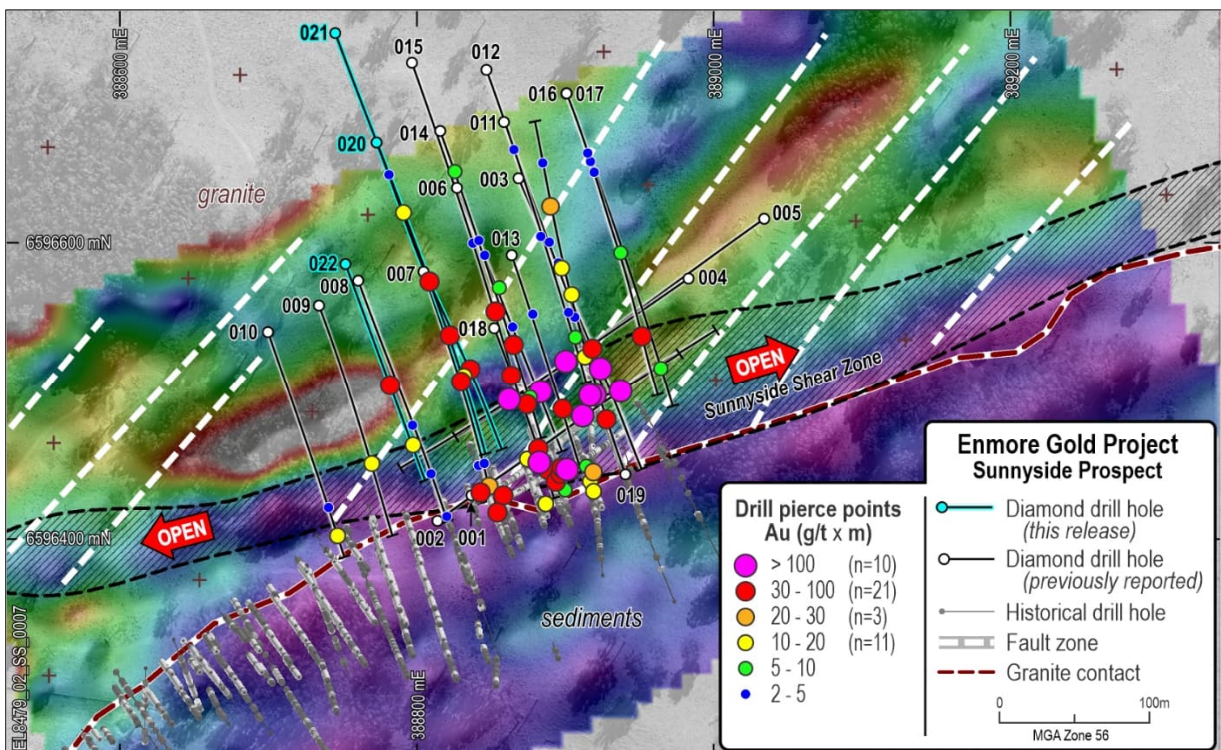 388600 mE
389000 mE
389200 mE
021
015
012
016
017
014
011
020
006
003
granite
005
6596600 mN
013
022
007
004
008
009
018
010
OPEN
Sunnyside Shear Zone
OPEN
6596400 mN
002
001
019
sediments
388800 mE
EL8479_02_SS_0007
Drill pierce points
Au (g/t x m)
> 100 (n=10)
30 - 100 (n=21)
20 - 30 (n=3)
10 - 20 (n=11)
5 - 10
2 - 5
Enmore Gold Project
Sunnyside Prospect
Diamond drill hole
(this release)
Diamond drill hole
(previously reported)
Historical drill hole
Fault zone
Granite contact
0 100m
MGA Zone 56